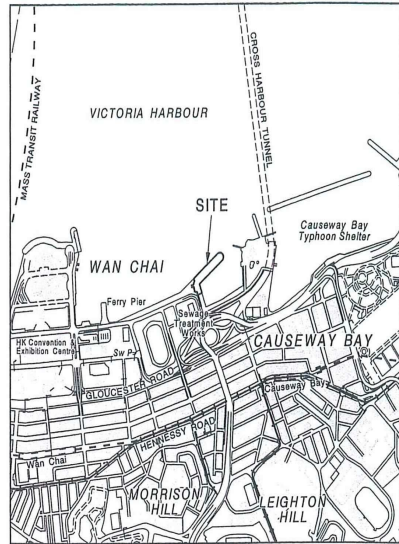 MASS TRANSIT RAILWAY
CROSS HARBOUR TUNNEL
VICTORIA HARBOUR
SITE
Causeway Bay
Typhoon Shelter
WAN CHAI
Ferry Pier
Sewage
Treatment
Works
HK Convention &
Exhibition Centre
Sw P
CAUSEWAY BAY
GLOUCESTER ROAD
Causeway Bay
HENNESSY ROAD
Wan Chai
MORRISON
HILL
LEIGHTON
HILL